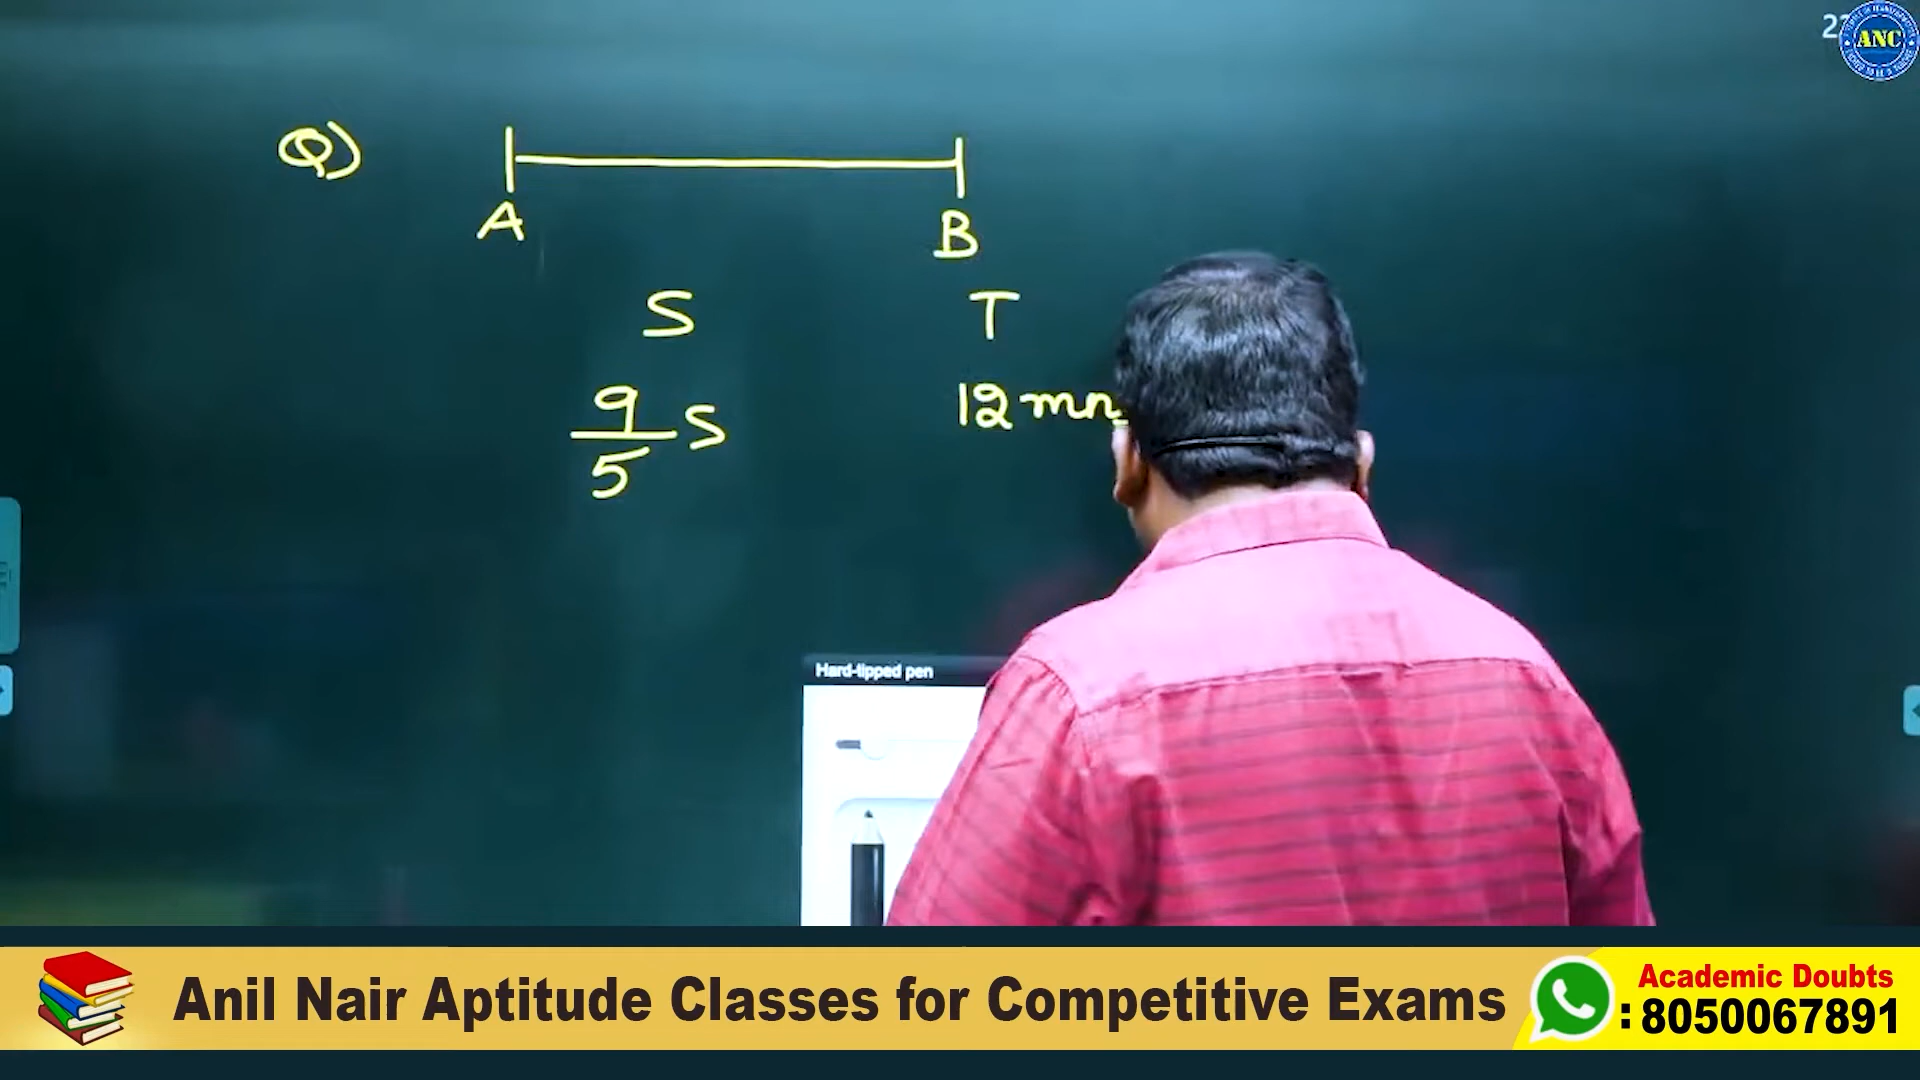 ANC
Q)
A B
S T
9/5 S 12 mn
Hard-tipped pen
Anil Nair Aptitude Classes for Competitive Exams
Academic Doubts
: 8050067891